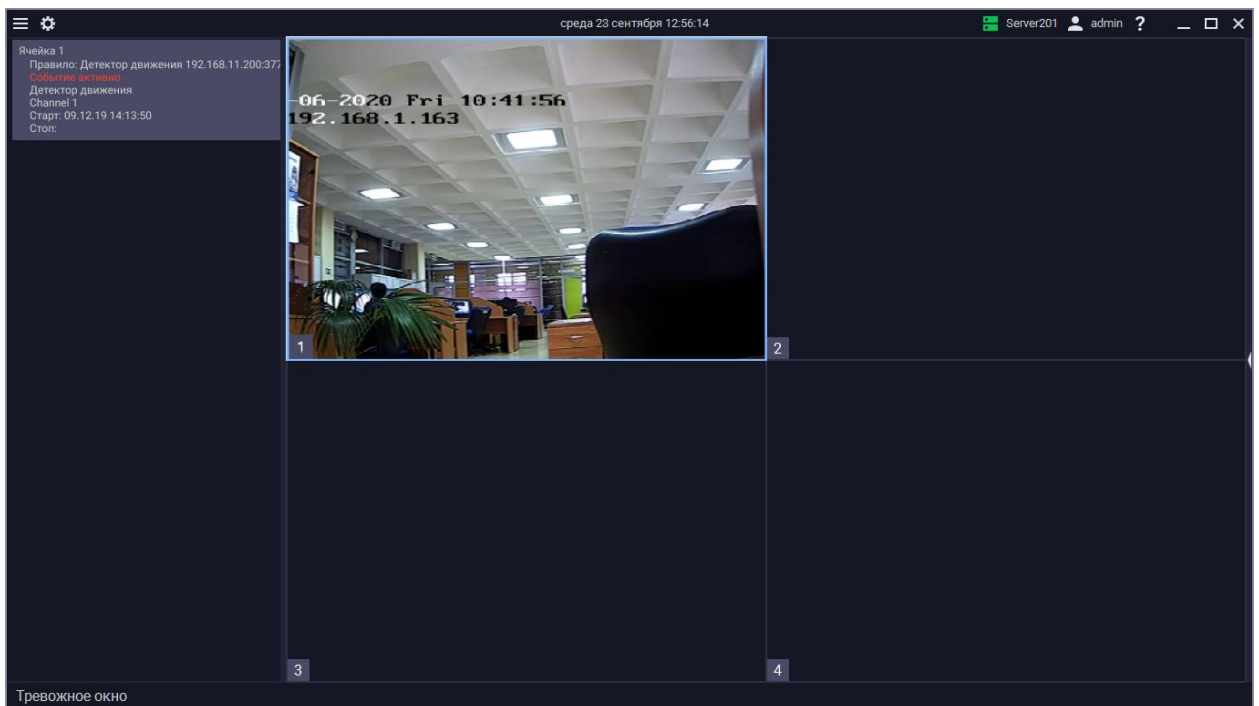 среда 23 сентября 12:56:14
Server201 admin ?
Ячейка 1
Правило: Детектор движения 192.168.11.200:377
Событие активно
Детектор движения
Channel 1
Старт: 09.12.19 14:13:50
Стоп:
-06-2020 Fri 10:41:56
192.168.1.163
1
2
3
4
Тревожное окно